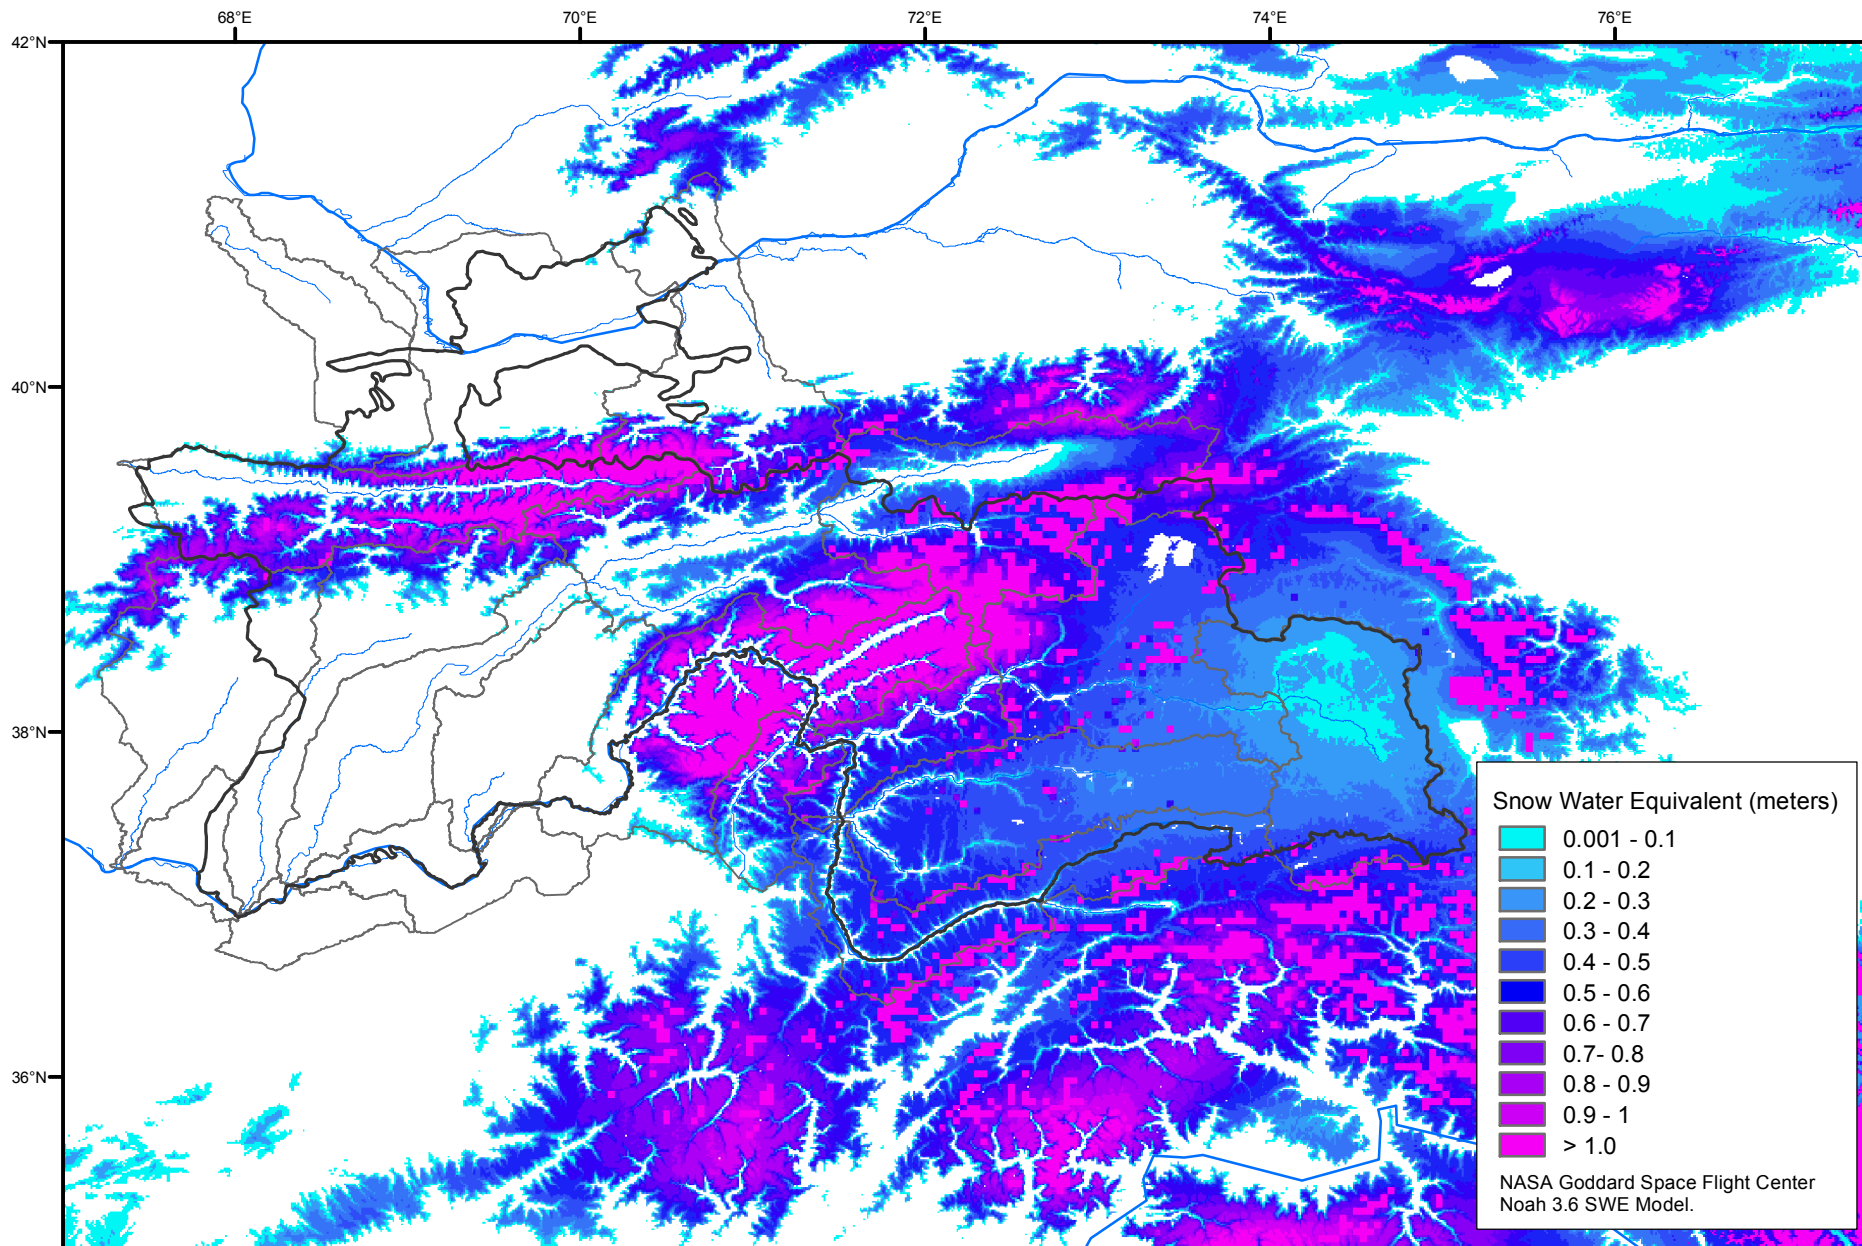 68°E
70°E
72°E
74°E
76°E
42°N
40°N
38°N
36°N
Snow Water Equivalent (meters)
0.001 - 0.1
0.1 - 0.2
0.2 - 0.3
0.3 - 0.4
0.4 - 0.5
0.5 - 0.6
0.6 - 0.7
0.7- 0.8
0.8 - 0.9
0.9 - 1
> 1.0
NASA Goddard Space Flight Center
Noah 3.6 SWE Model.